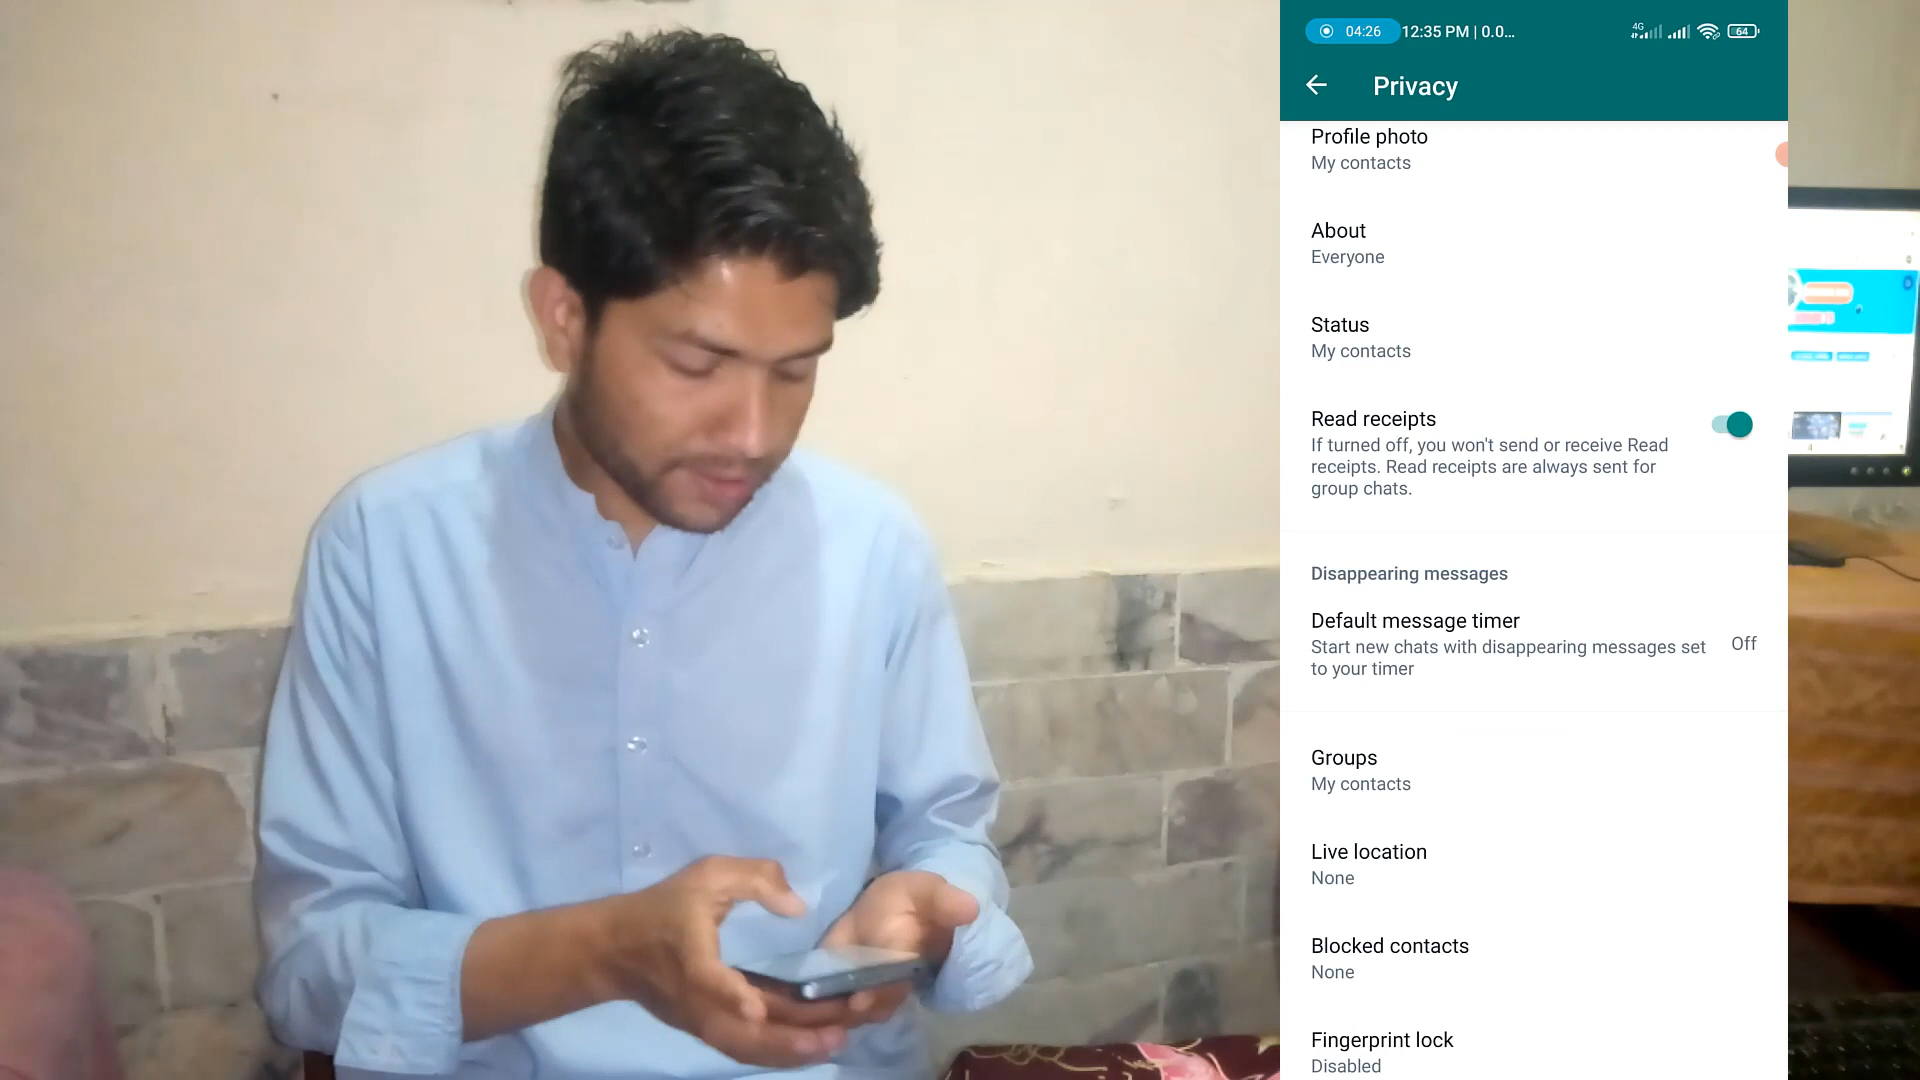 04:26 12:35 PM | 0.0... 4G 64
Privacy
Profile photo
My contacts
About
Everyone
Status
My contacts
Read receipts
If turned off, you won't send or receive Read
receipts. Read receipts are always sent for
group chats.
Disappearing messages
Default message timer
Start new chats with disappearing messages set
to your timer
Off
Groups
My contacts
Live location
None
Blocked contacts
None
Fingerprint lock
Disabled